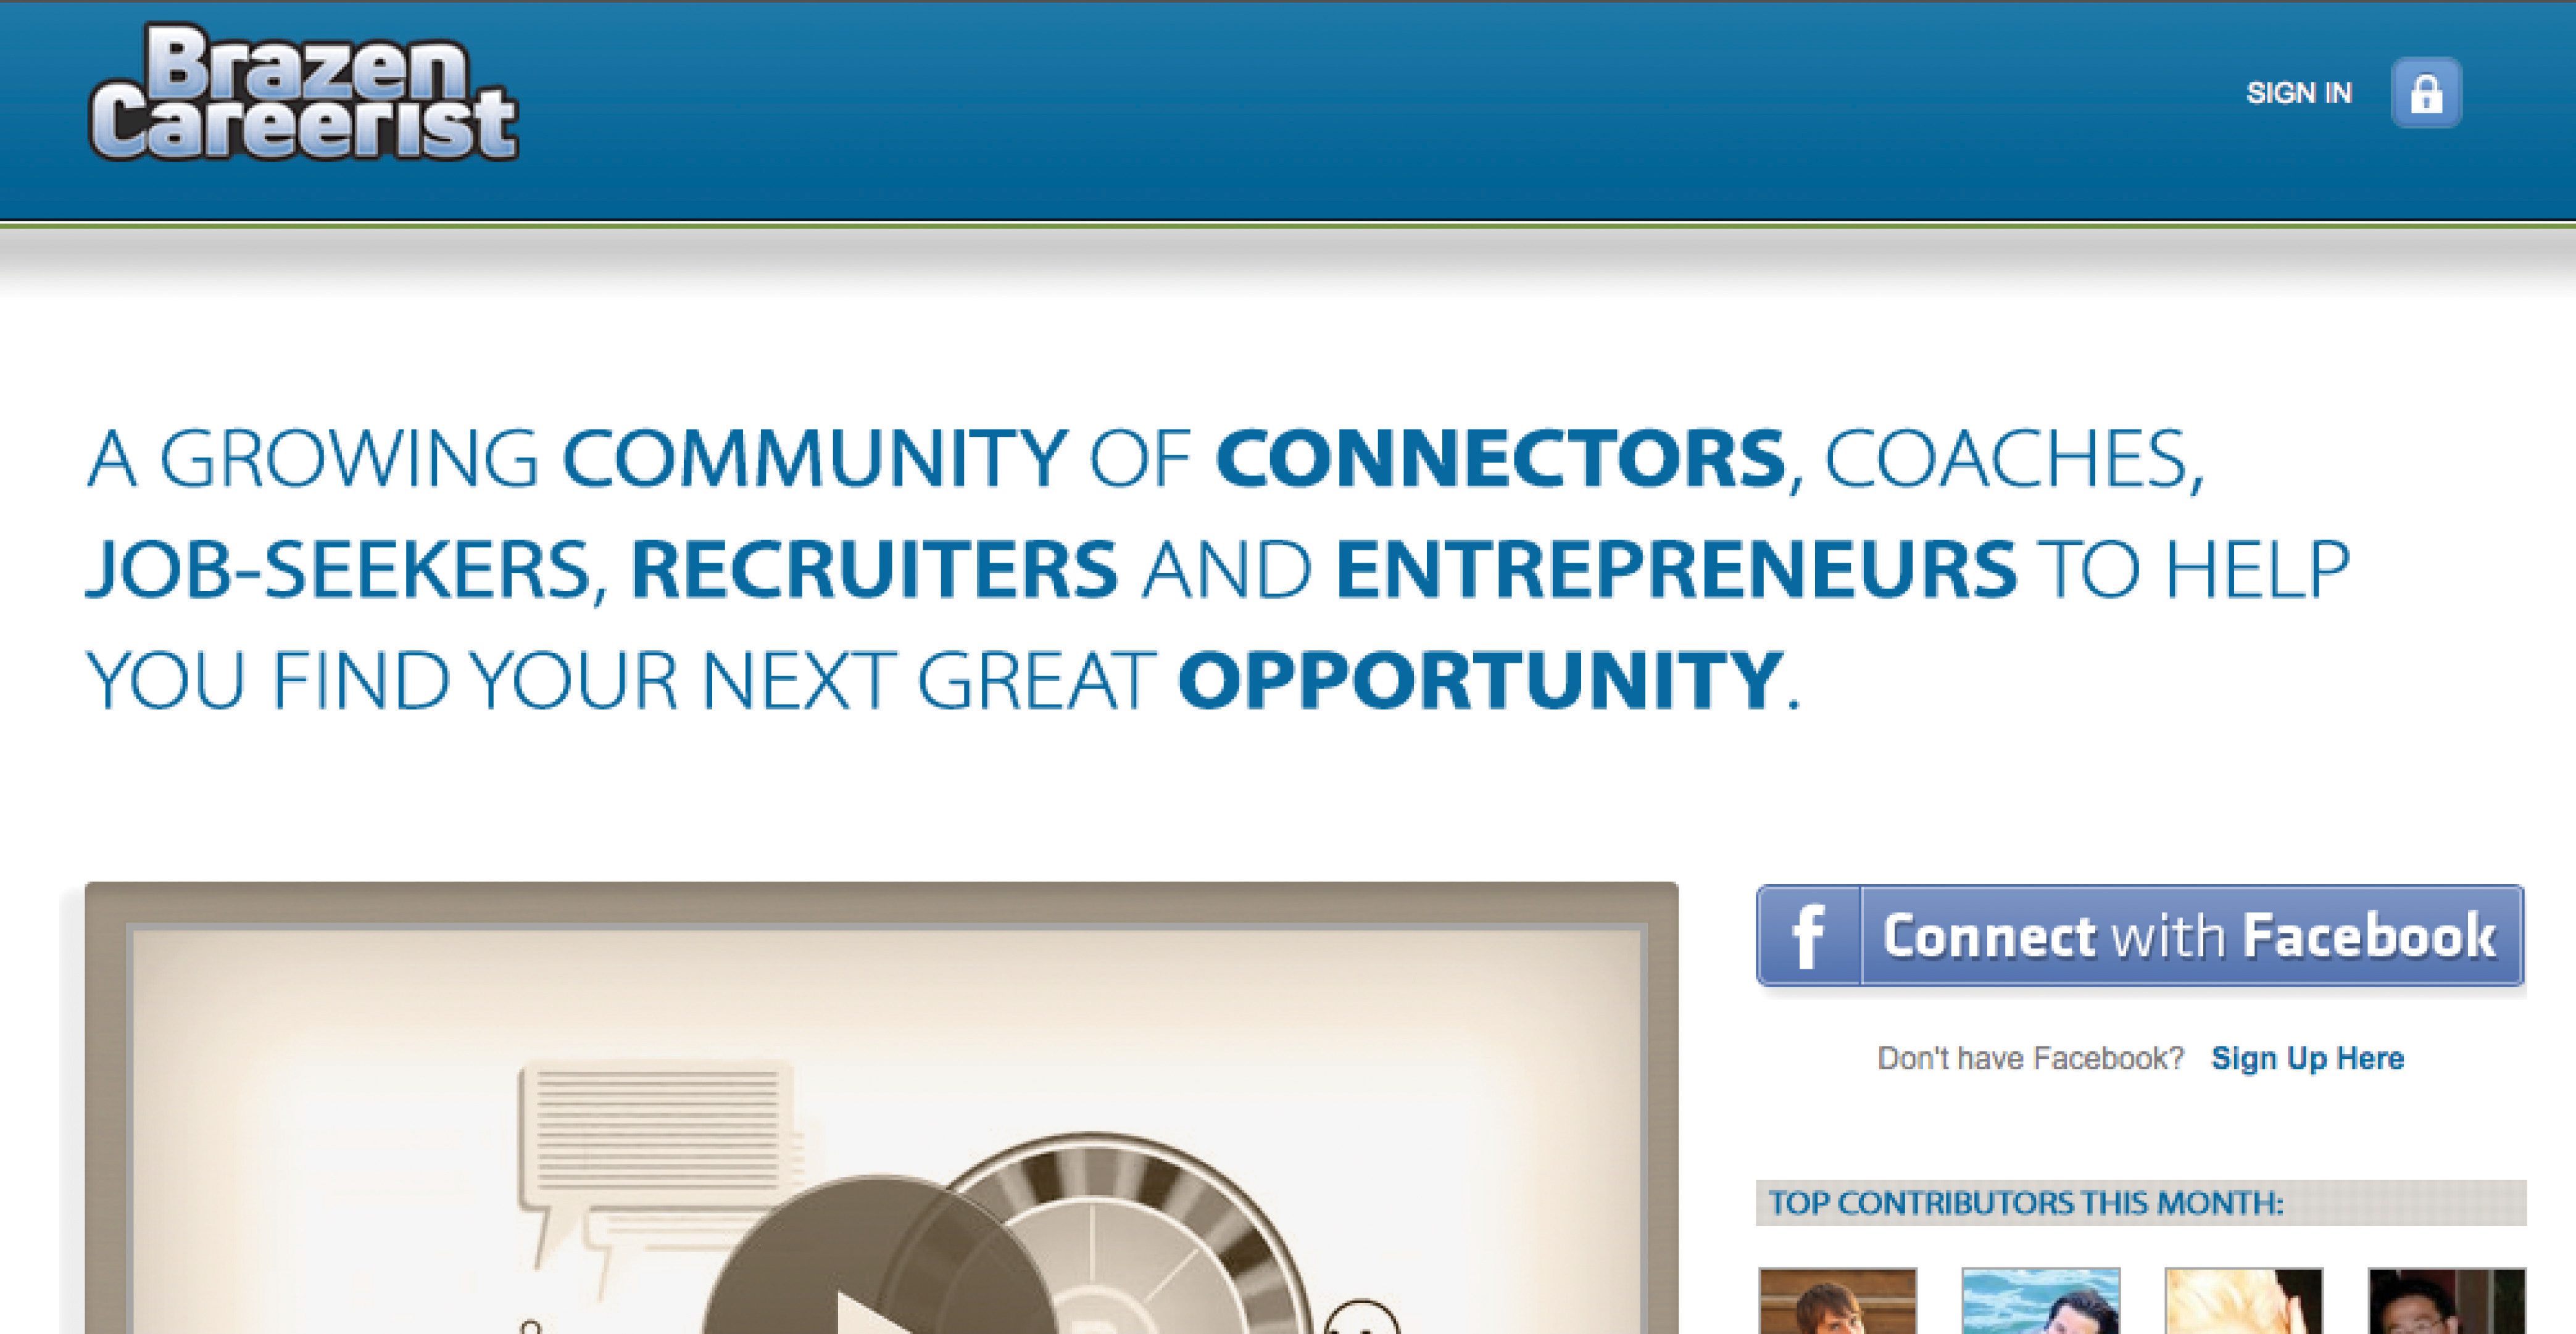 Brazen
Careerist
SIGN IN
A GROWING COMMUNITY OF CONNECTORS, COACHES,
JOB-SEEKERS, RECRUITERS AND ENTREPRENEURS TO HELP
YOU FIND YOUR NEXT GREAT OPPORTUNITY.
f Connect with Facebook
Don't have Facebook? Sign Up Here
TOP CONTRIBUTORS THIS MONTH: